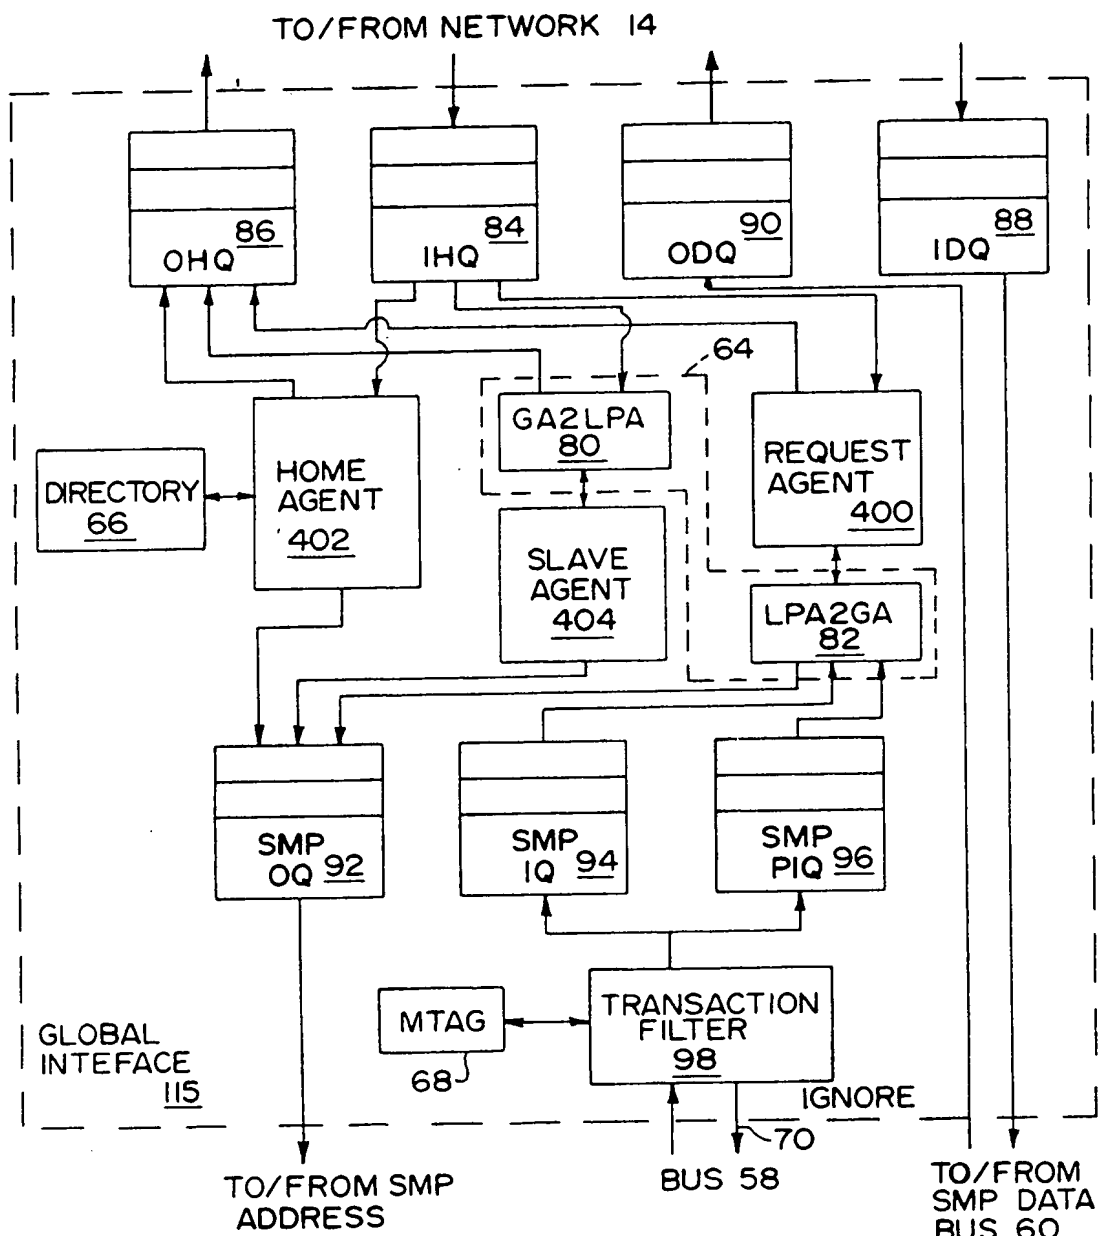 TO/FROM NETWORK 14
86
OHQ
84
IHQ
90
ODQ
88
IDQ
64
GA2LPA
80
REQUEST
AGENT
400
HOME
AGENT
402
DIRECTORY
66
SLAVE
AGENT
404
LPA2GA
82
SMP
OQ 92
SMP
IQ 94
SMP
PIQ 96
MTAG
68
TRANSACTION
FILTER
98
GLOBAL
INTEFACE
115
IGNORE
70
BUS 58
TO/FROM SMP
ADDRESS
TO/FROM
SMP DATA
BUS 60